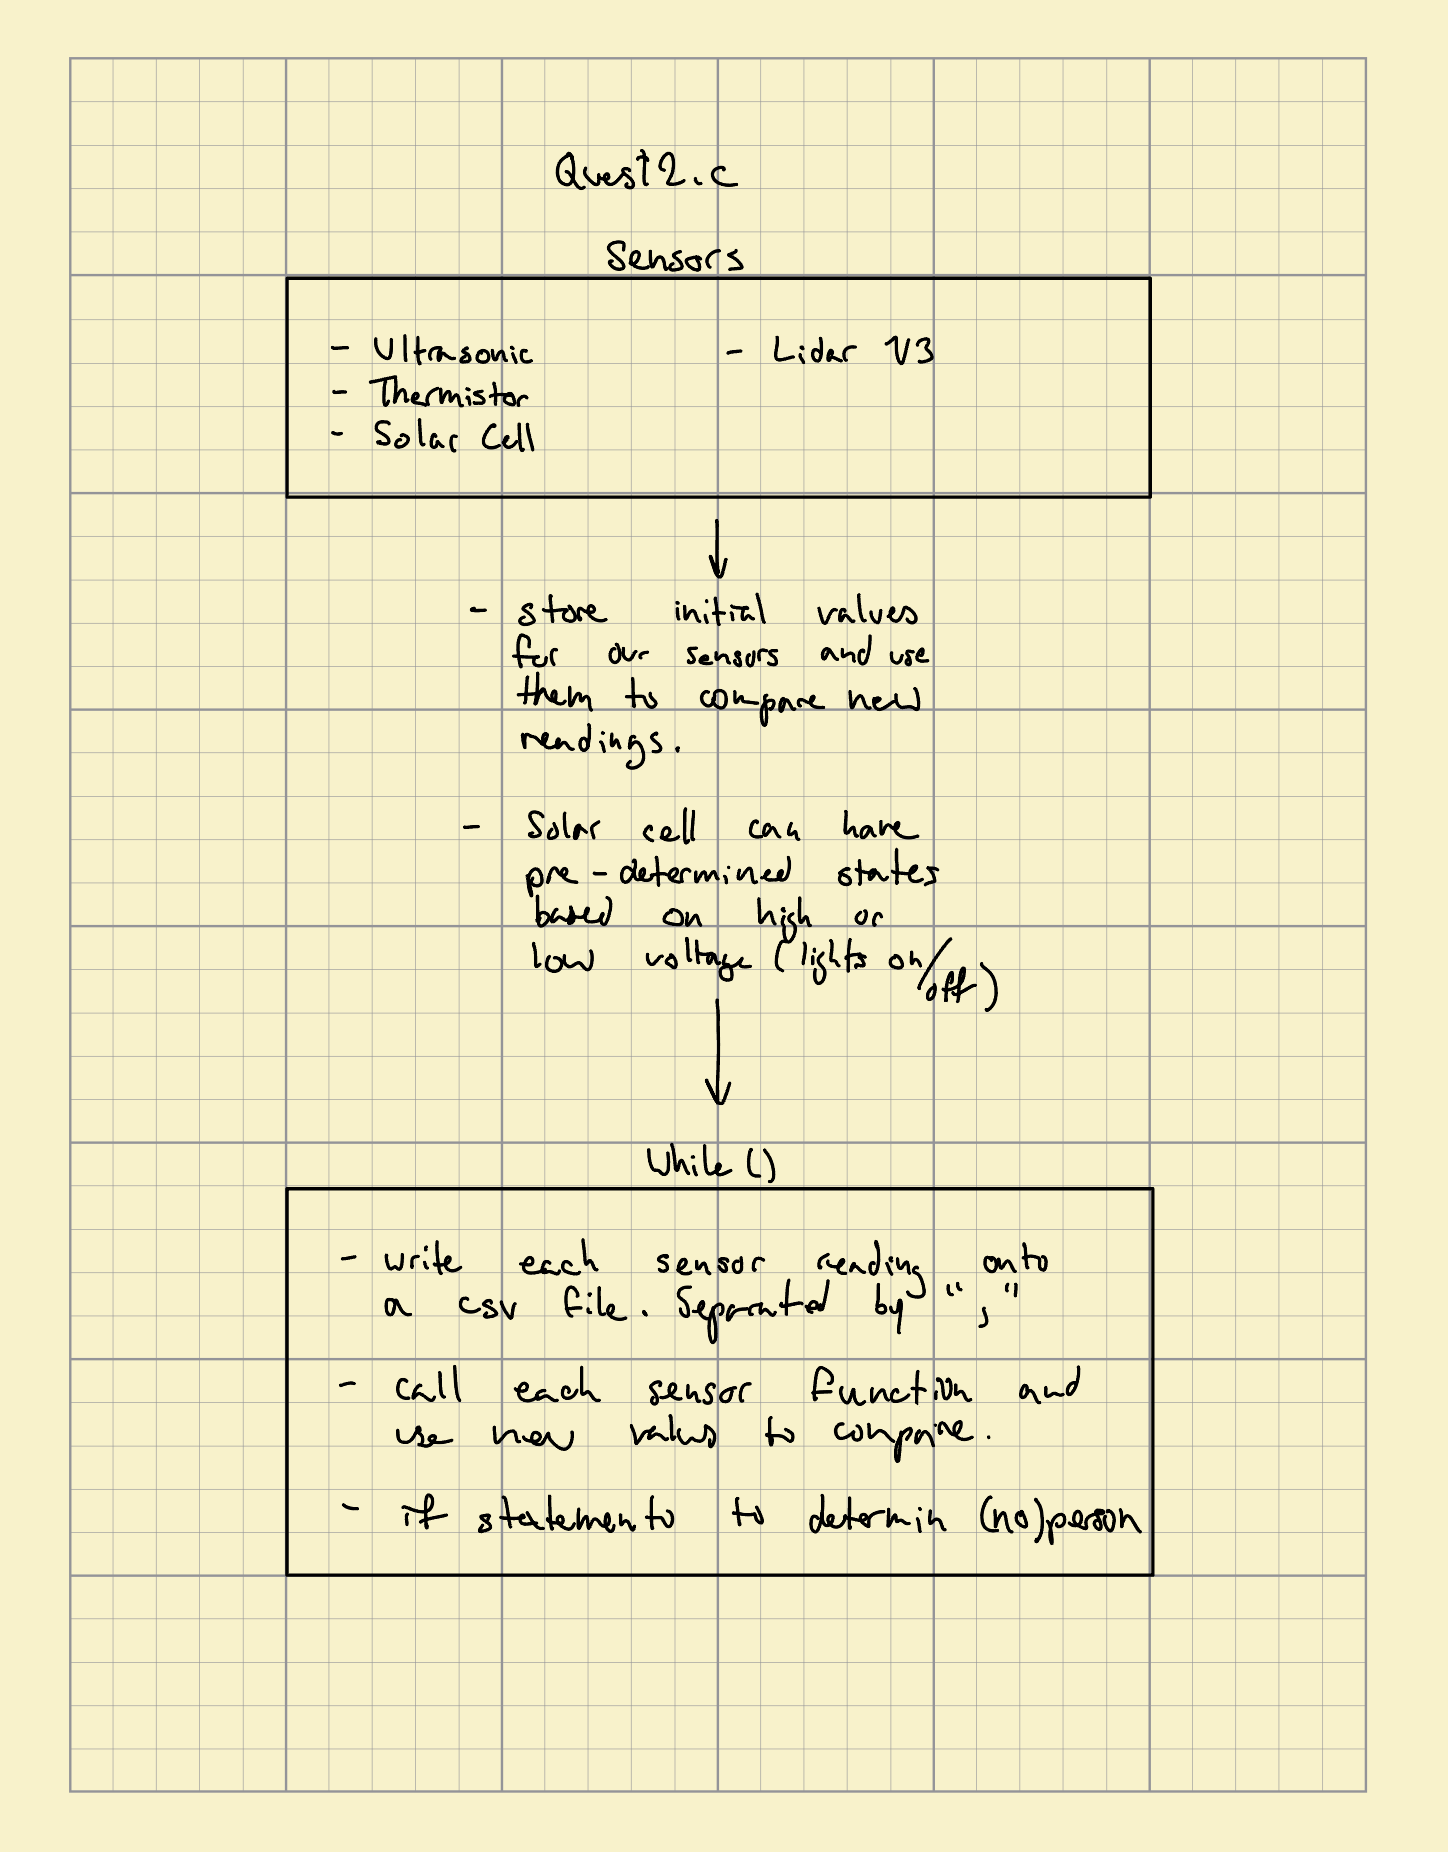 Quest2.c
Sensors
- Ultrasonic
- Thermistor
- Solar Cell
- Lidar V3
- store initial values
for our sensors and use
them to compare new
readings.
- Solar cell can have
pre-determined states
based on high or
low voltage (lights on/
off)
While ()
- write each sensor reading onto
a csv file. Separated by ","
- call each sensor function and
use new values to compare.
- if statements to determin (no)person